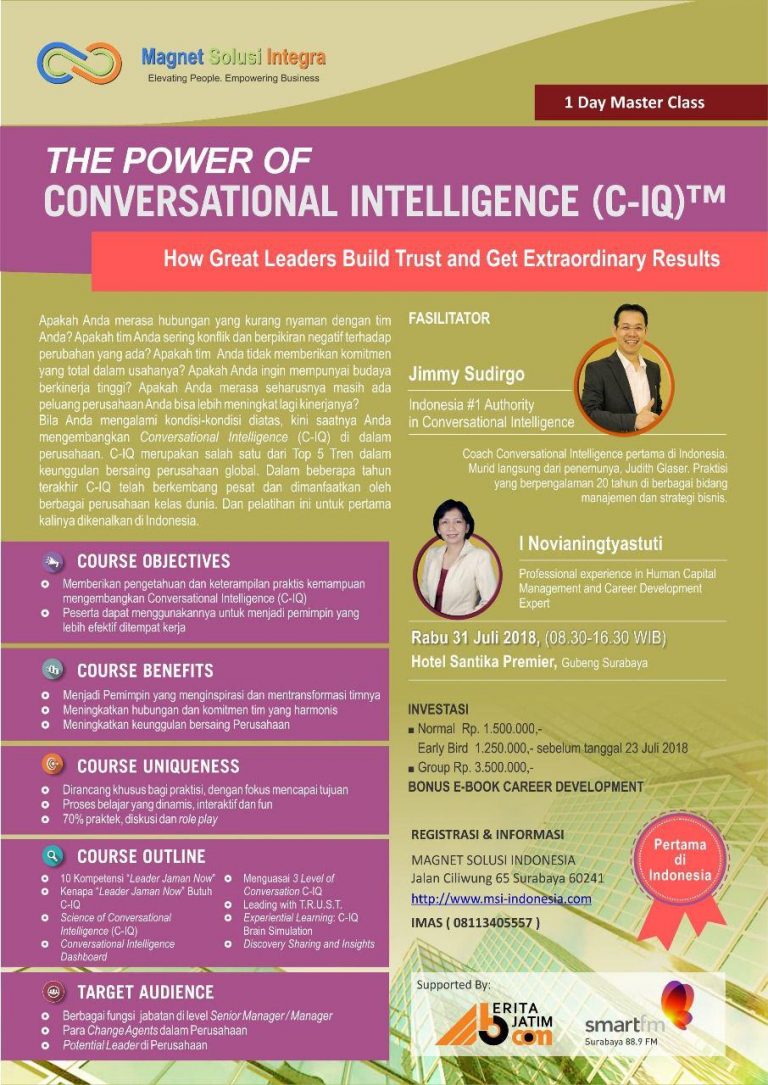 Magnet Solusi Integra
Elevating People. Empowering Business
1 Day Master Class
THE POWER OF
CONVERSATIONAL INTELLIGENCE (C-IQ)™
How Great Leaders Build Trust and Get Extraordinary Results
Apakah Anda merasa hubungan yang kurang nyaman dengan tim
Anda? Apakah tim Anda sering konflik dan berpikiran negatif terhadap
perubahan yang ada? Apakah tim Anda tidak memberikan komitmen
yang total dalam usahanya? Apakah Anda ingin mempunyai budaya
berkinerja tinggi? Apakah Anda merasa seharusnya masih ada
peluang perusahaan Anda bisa lebih meningkat lagi kinerjanya?
Bila Anda mengalami kondisi-kondisi diatas, kini saatnya Anda
mengembangkan Conversational Intelligence (C-IQ) di dalam
perusahaan. C-IQ merupakan salah satu dari Top 5 Tren dalam
keunggulan bersaing perusahaan global. Dalam beberapa tahun
terakhir C-IQ telah berkembang pesat dan dimanfaatkan oleh
berbagai perusahaan kelas dunia. Dan pelatihan ini untuk pertama
kalinya dikenalkan di Indonesia.
COURSE OBJECTIVES
Memberikan pengetahuan dan keterampilan praktis kemampuan
mengembangkan Conversational Intelligence (C-IQ)
Peserta dapat menggunakannya untuk menjadi pemimpin yang
lebih efektif ditempat kerja
COURSE BENEFITS
Menjadi Pemimpin yang menginspirasi dan mentransformasi timnya
Meningkatkan hubungan dan komitmen tim yang harmonis
Meningkatkan keunggulan bersaing Perusahaan
COURSE UNIQUENESS
Dirancang khusus bagi praktisi, dengan fokus mencapai tujuan
Proses belajar yang dinamis, interaktif dan fun
70% praktek, diskusi dan role play
COURSE OUTLINE
10 Kompetensi "Leader Jaman Now"
Kenapa "Leader Jaman Now" Butuh
C-IQ
Science of Conversational
Intelligence (C-IQ)
Conversational Intelligence
Dashboard
Menguasai 3 Level of
Conversation C-IQ
Leading with T.R.U.S.T.
Experiential Learning: C-IQ
Brain Simulation
Discovery Sharing and Insights
TARGET AUDIENCE
Berbagai fungsi jabatan di level Senior Manager / Manager
Para Change Agents dalam Perusahaan
Potential Leader di Perusahaan
FASILITATOR
Jimmy Sudirgo
Indonesia #1 Authority
in Conversational Intelligence
Coach Conversational Intelligence pertama di Indonesia.
Murid langsung dari penemunya, Judith Glaser. Praktisi
yang berpengalaman 20 tahun di berbagai bidang
manajemen dan strategi bisnis.
I Novianingtyastuti
Professional experience in Human Capital
Management and Career Development
Expert
Rabu 31 Juli 2018, (08.30-16.30 WIB)
Hotel Santika Premier, Gubeng Surabaya
INVESTASI
Normal Rp. 1.500.000,-
Early Bird 1.250.000,- sebelum tanggal 23 Juli 2018
Group Rp. 3.500.000,-
BONUS E-BOOK CAREER DEVELOPMENT
REGISTRASI & INFORMASI
MAGNET SOLUSI INDONESIA
Jalan Ciliwung 65 Surabaya 60241
http://www.msi-indonesia.com
IMAS ( 08113405557 )
Pertama
di
Indonesia
Supported By:
BERITA
JATIM
com
smartfm
Surabaya 88.9 FM